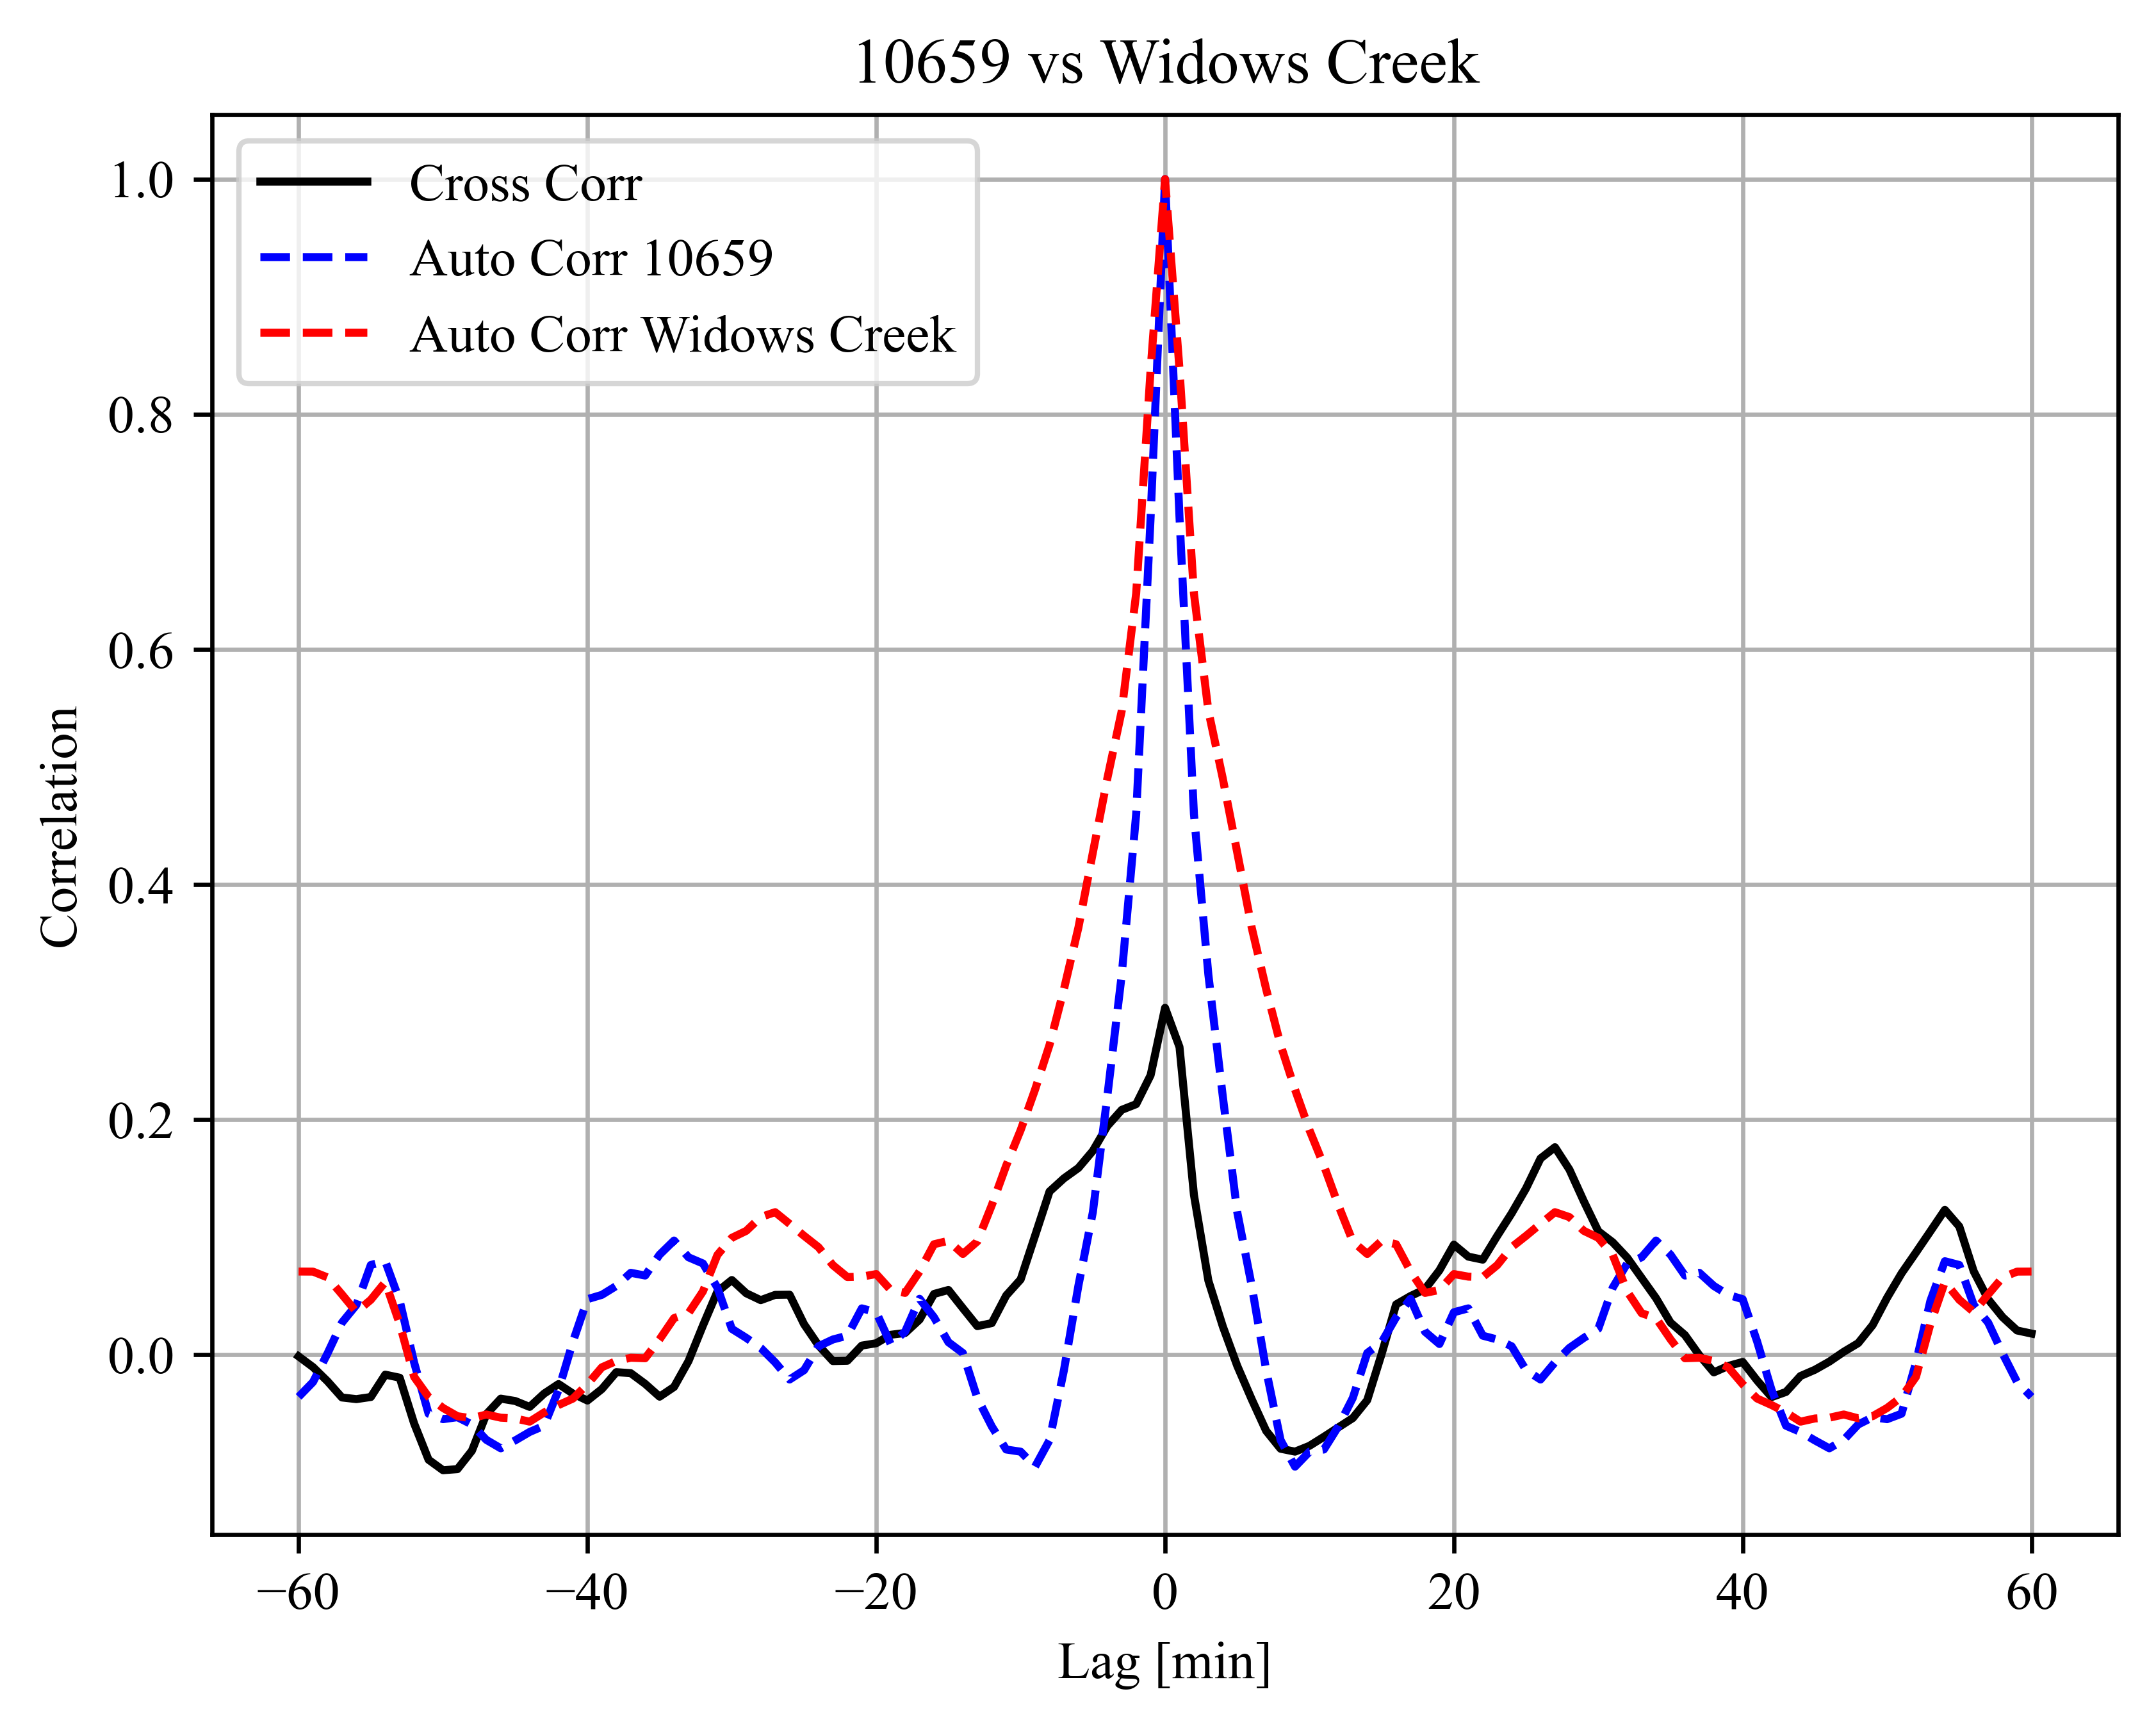 10659 vs Widows Creek
Cross Corr
Auto Corr 10659
Auto Corr Widows Creek
1.0
0.8
0.6
0.4
0.2
0.0
Correlation
−60 −40 −20 0 20 40 60
Lag [min]